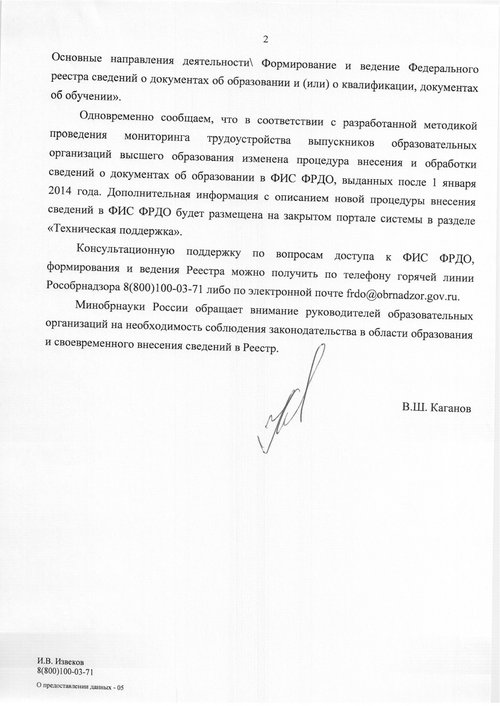 2
Основные направления деятельности\ Формирование и ведение Федерального
реестра сведений о документах об образовании и (или) о квалификации, документах
об обучении».
Одновременно сообщаем, что в соответствии с разработанной методикой
проведения мониторинга трудоустройства выпускников образовательных
организаций высшего образования изменена процедура внесения и обработки
сведений о документах об образовании в ФИС ФРДО, выданных после 1 января
2014 года. Дополнительная информация с описанием новой процедуры внесения
сведений в ФИС ФРДО будет размещена на закрытом портале системы в разделе
«Техническая поддержка».
Консультационную поддержку по вопросам доступа к ФИС ФРДО,
формирования и ведения Реестра можно получить по телефону горячей линии
Рособрнадзора 8(800)100-03-71 либо по электронной почте frdo@obrnadzor.gov.ru.
Минобрнауки России обращает внимание руководителей образовательных
организаций на необходимость соблюдения законодательства в области образования
и своевременного внесения сведений в Реестр.
В.Ш. Каганов
И.В. Извеков
8(800)100-03-71
О предоставлении данных - 05